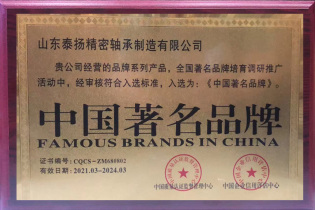 山东泰扬精密轴承制造有限公司
贵公司经营的品牌系列产品，全国著名品牌培育调研推广
活动中，经审核符合入选标准，入选为：《中国著名品牌》。
中国著名品牌
FAMOUS BRANDS IN CHINA
证书编号：CQCS-ZM
有效日期：2021.03-2024.03